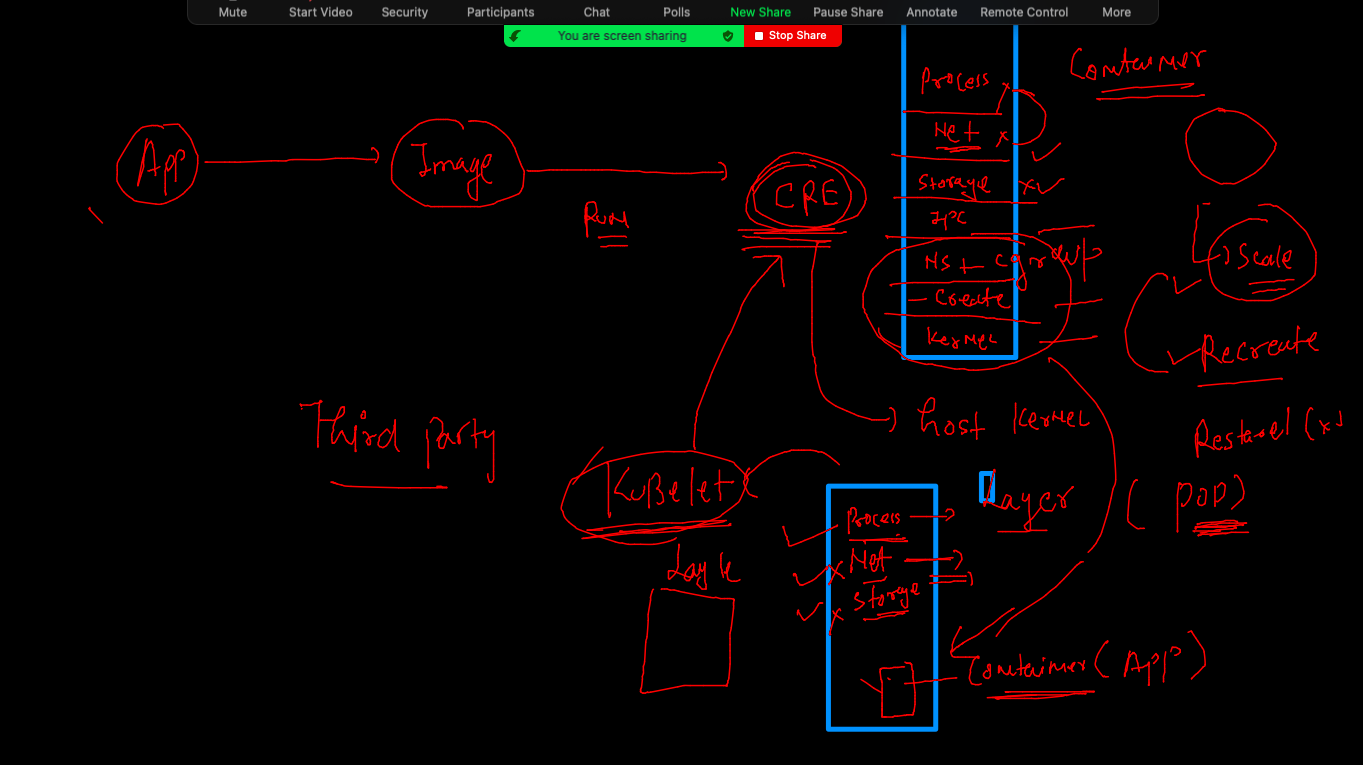 Mute Start Video Security Participants Chat Polls New Share Pause Share Annotate Remote Control More
You are screen sharing Stop Share
Container
Process
Net x
App
Image
CRE
Storage x
Run
IPC
NS + cgroup
Scale
Create
Kernel
Recreate
Third party
host Kernel
KuBelet
Layer
( POD )
Process
Net
x
Storage
x
Container (App)